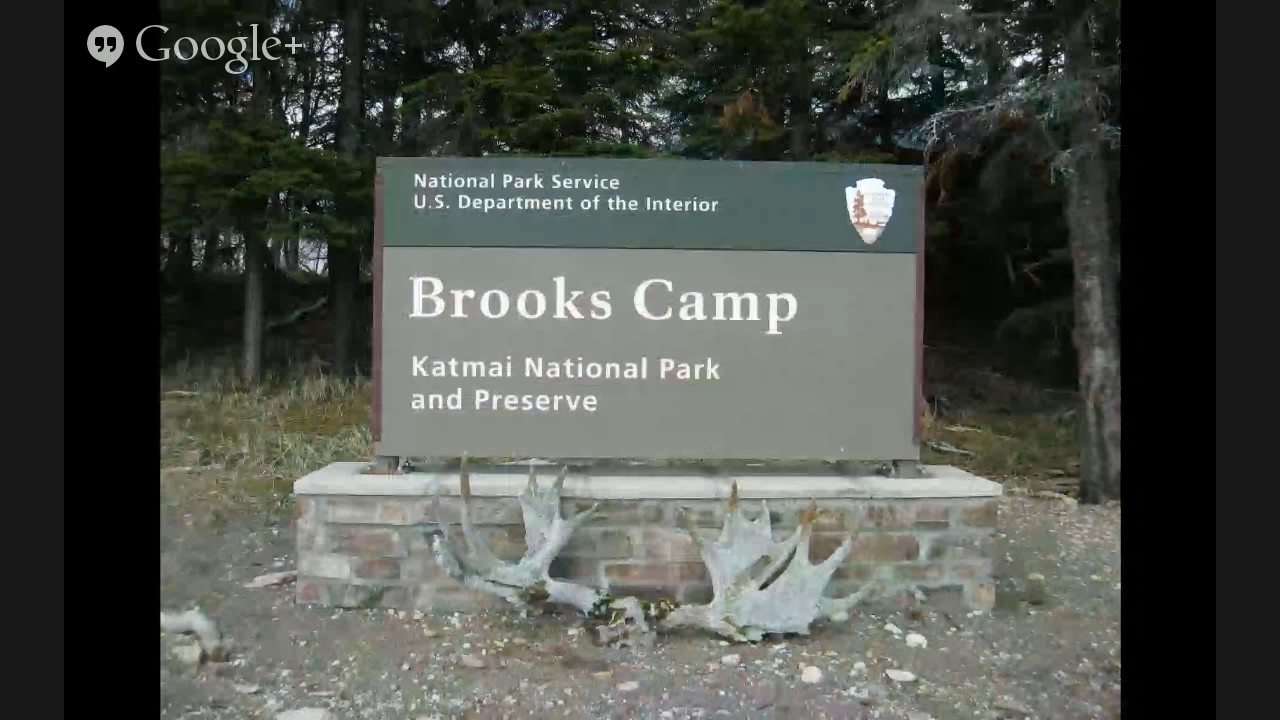 Google+
National Park Service
U.S. Department of the Interior
Brooks Camp
Katmai National Park
and Preserve